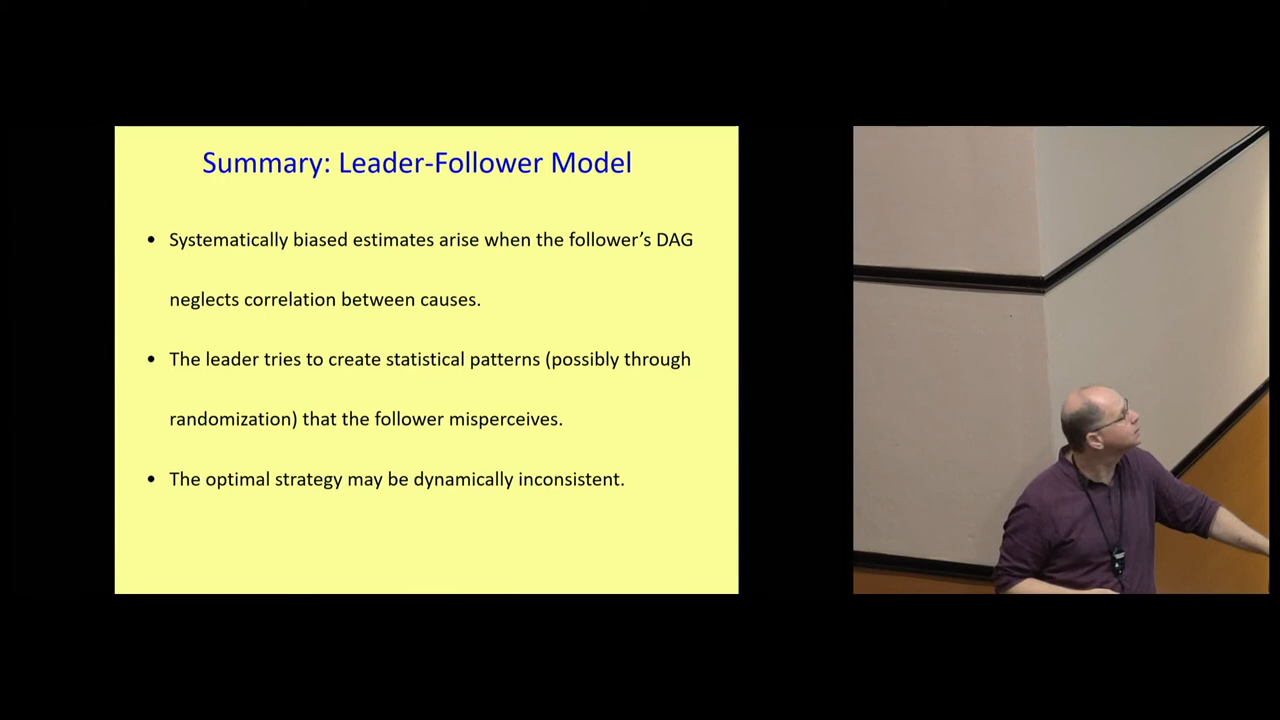 Summary: Leader-Follower Model
• Systematically biased estimates arise when the follower’s DAG
neglects correlation between causes.
• The leader tries to create statistical patterns (possibly through
randomization) that the follower misperceives.
• The optimal strategy may be dynamically inconsistent.